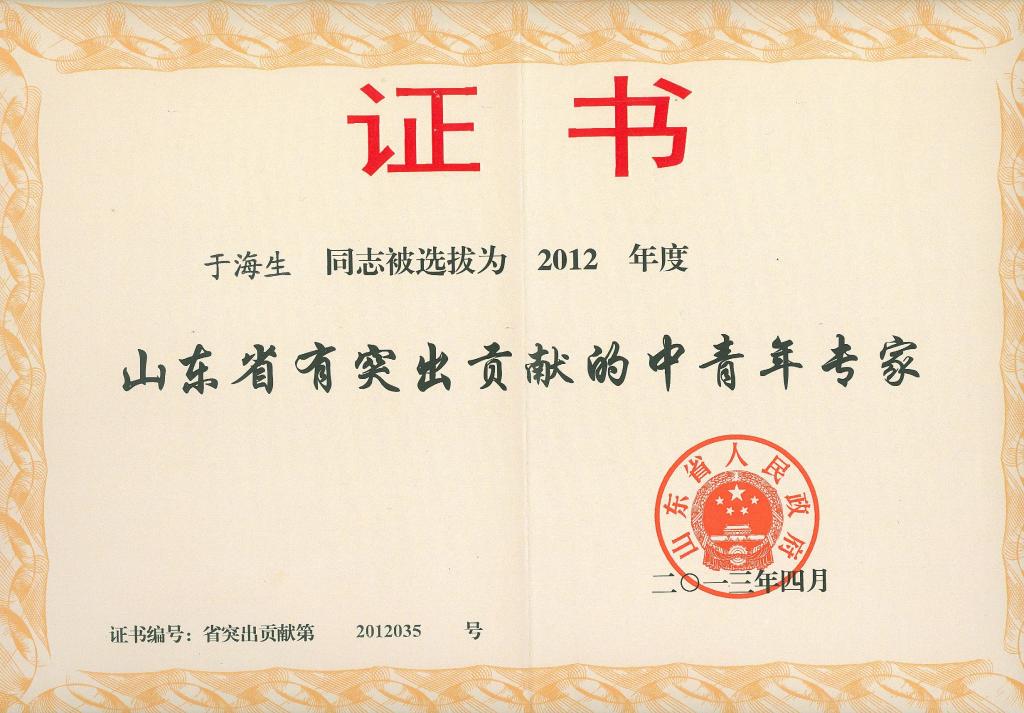 证书
于海生 同志被选拔为 2012 年度
山东省有突出贡献的中青年专家
山东省人民政府
二〇一三年四月
证书编号：省突出贡献第 2012035 号